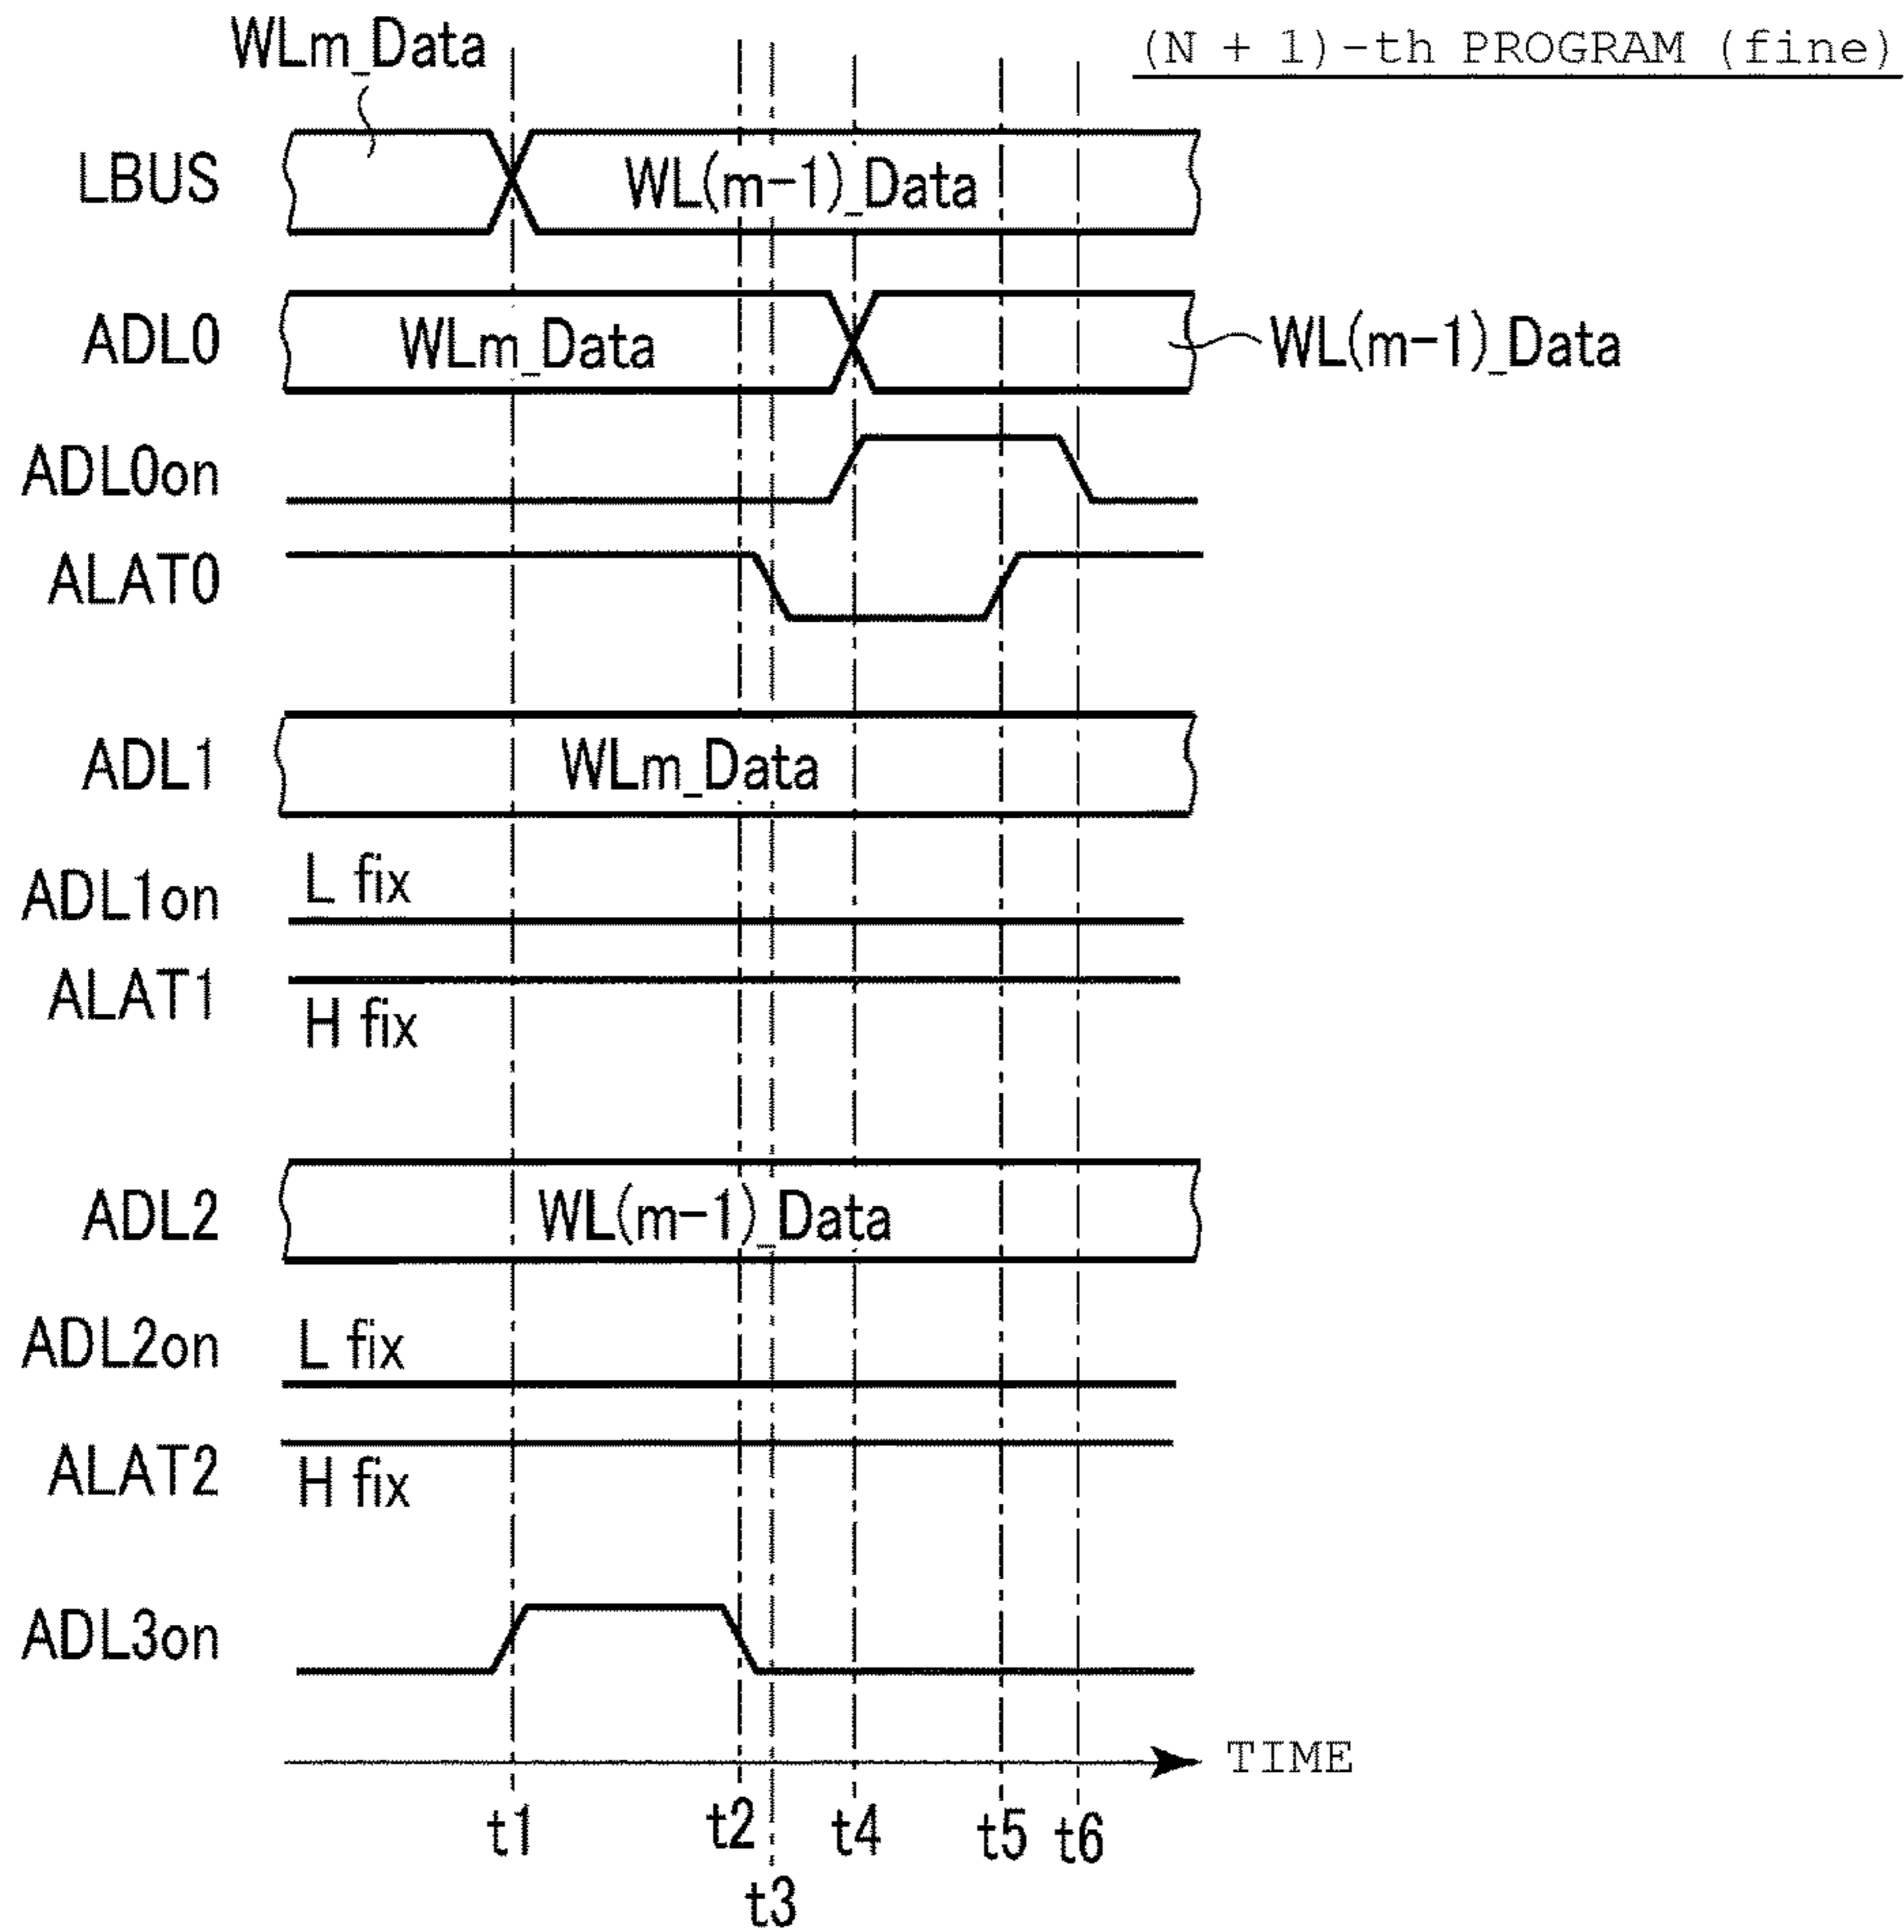 WLm_Data
(N + 1)-th PROGRAM (fine)
LBUS
WL(m-1)_Data
ADL0
WLm_Data
WL(m-1)_Data
ADL0on
ALAT0
ADL1
WLm_Data
ADL1on
L fix
ALAT1
H fix
ADL2
WL(m-1)_Data
ADL2on
L fix
ALAT2
H fix
ADL3on
TIME
t1
t2
t4
t5
t6
t3